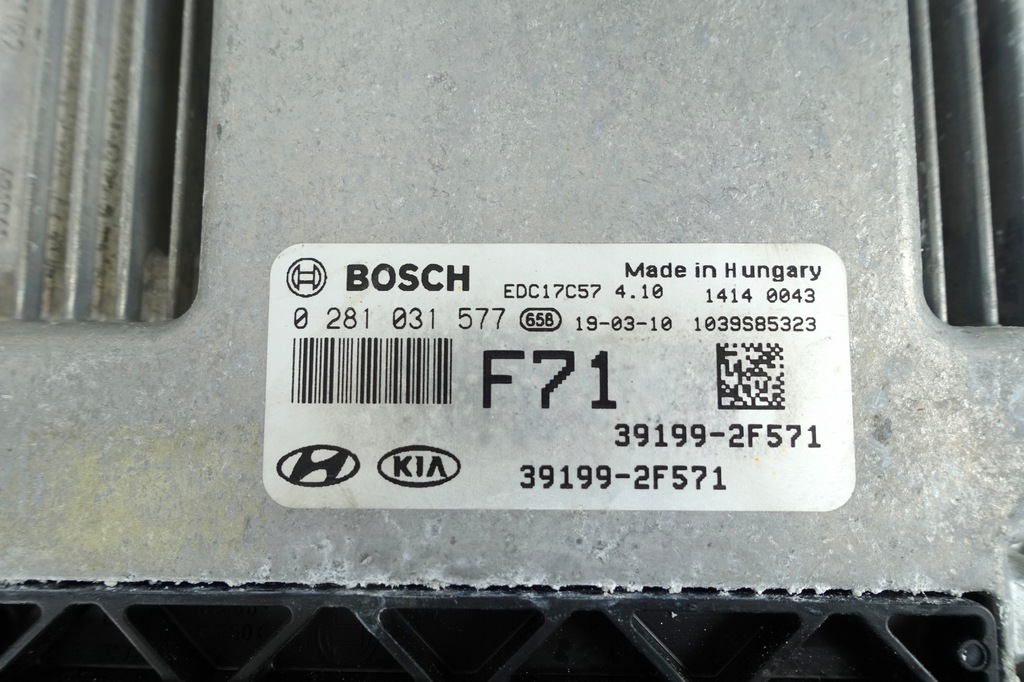 BOSCH
Made in Hungary
EDC17C57 4.10 1414 0043
0 281 031 577 65B 19-03-10 1039S85323
F71
39199-2F571
KIA
39199-2F571